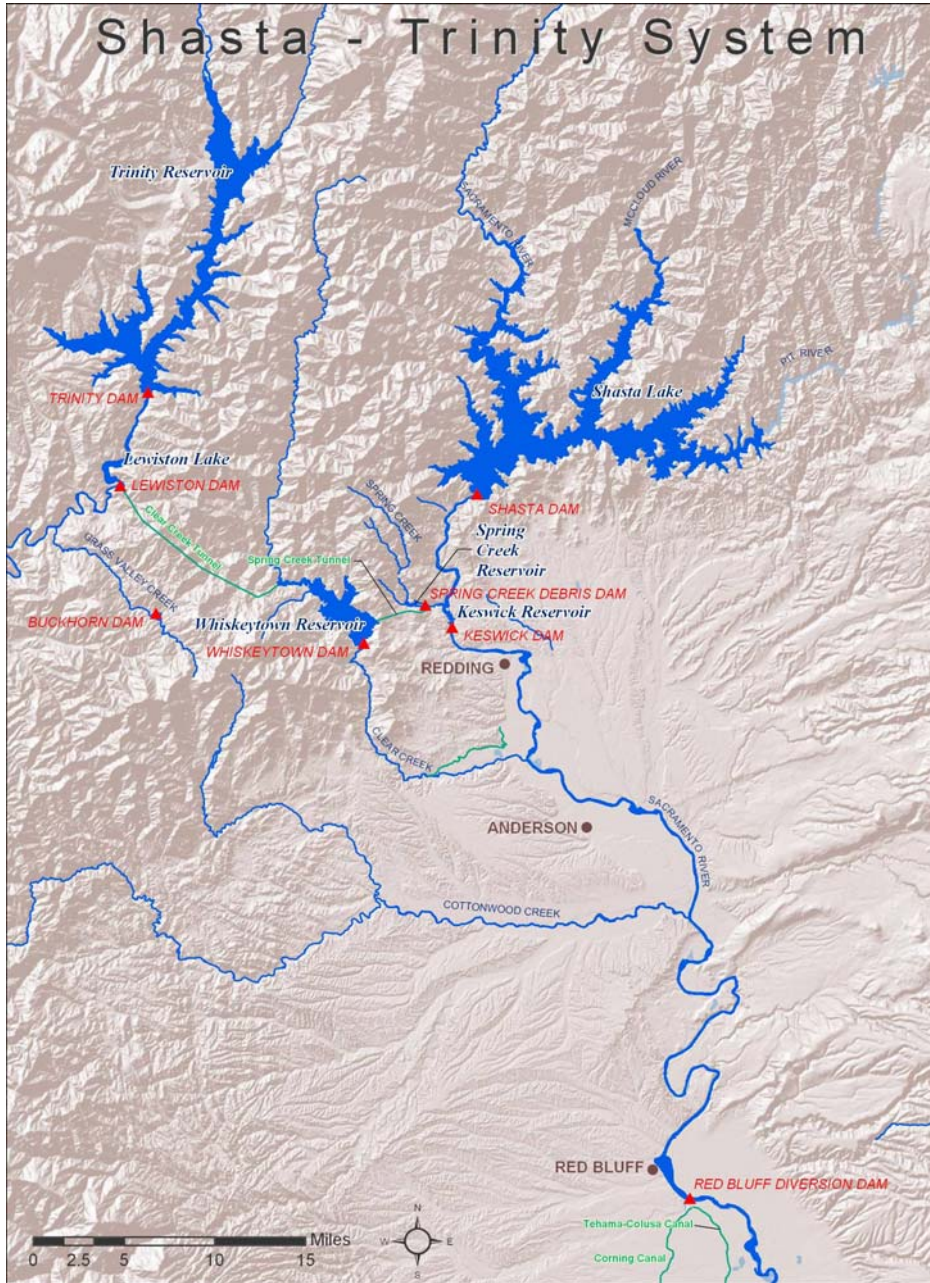 Shasta - Trinity System
Trinity Reservoir
SACRAMENTO RIVER
MCCLOUD RIVER
PIT RIVER
Shasta Lake
TRINITY DAM
Lewiston Lake
LEWISTON DAM
SHASTA DAM
Clear Creek Tunnel
SPRING CREEK
Spring
Creek
Reservoir
Spring Creek Tunnel
GRASS VALLEY CREEK
SPRING CREEK DEBRIS DAM
BUCKHORN DAM
Whiskeytown Reservoir
Keswick Reservoir
WHISKEYTOWN DAM
KESWICK DAM
REDDING
CLEAR CREEK
SACRAMENTO RIVER
ANDERSON
COTTONWOOD CREEK
RED BLUFF
RED BLUFF DIVERSION DAM
Tehama-Colusa Canal
Corning Canal
N
W
E
S
Miles
0 2.5 5 10 15